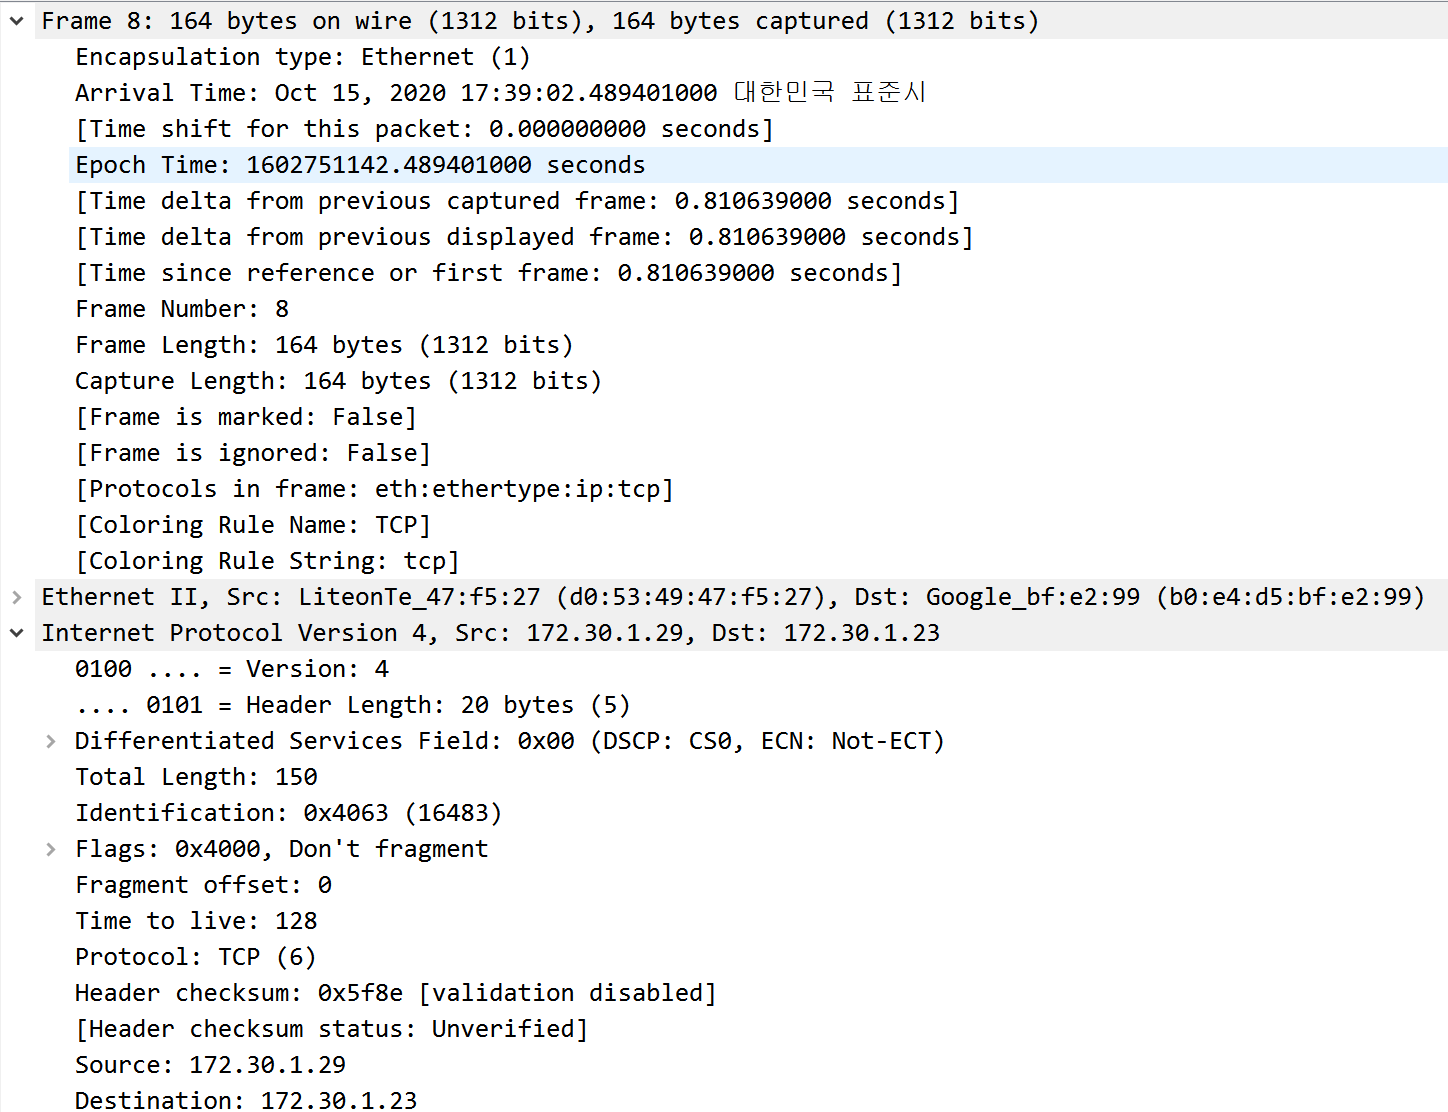 Frame 8: 164 bytes on wire (1312 bits), 164 bytes captured (1312 bits)
Encapsulation type: Ethernet (1)
Arrival Time: Oct 15, 2020 17:39:02.489401000 대한민국 표준시
[Time shift for this packet: 0.000000000 seconds]
Epoch Time: 1602751142.489401000 seconds
[Time delta from previous captured frame: 0.810639000 seconds]
[Time delta from previous displayed frame: 0.810639000 seconds]
[Time since reference or first frame: 0.810639000 seconds]
Frame Number: 8
Frame Length: 164 bytes (1312 bits)
Capture Length: 164 bytes (1312 bits)
[Frame is marked: False]
[Frame is ignored: False]
[Protocols in frame: eth:ethertype:ip:tcp]
[Coloring Rule Name: TCP]
[Coloring Rule String: tcp]
Ethernet II, Src: LiteonTe_47:f5:27 (d0:53:49:47:f5:27), Dst: Google_bf:e2:99 (b0:e4:d5:bf:e2:99)
Internet Protocol Version 4, Src: 172.30.1.29, Dst: 172.30.1.23
0100 .... = Version: 4
.... 0101 = Header Length: 20 bytes (5)
Differentiated Services Field: 0x00 (DSCP: CS0, ECN: Not-ECT)
Total Length: 150
Identification: 0x4063 (16483)
Flags: 0x4000, Don't fragment
Fragment offset: 0
Time to live: 128
Protocol: TCP (6)
Header checksum: 0x5f8e [validation disabled]
[Header checksum status: Unverified]
Source: 172.30.1.29
Destination: 172.30.1.23